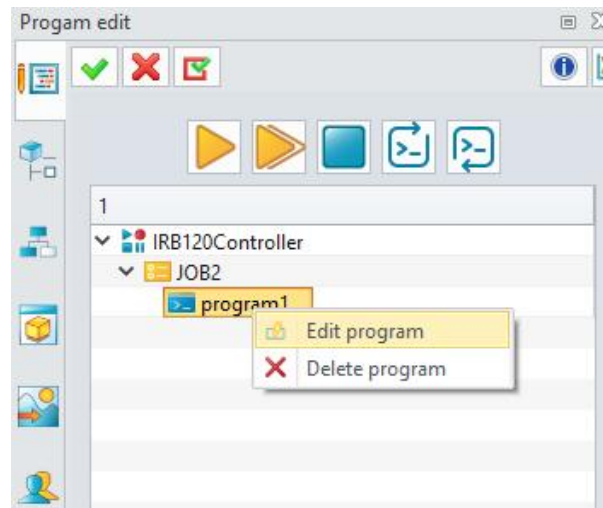 Progam edit
1
IRB120Controller
JOB2
program1
Edit program
Delete program